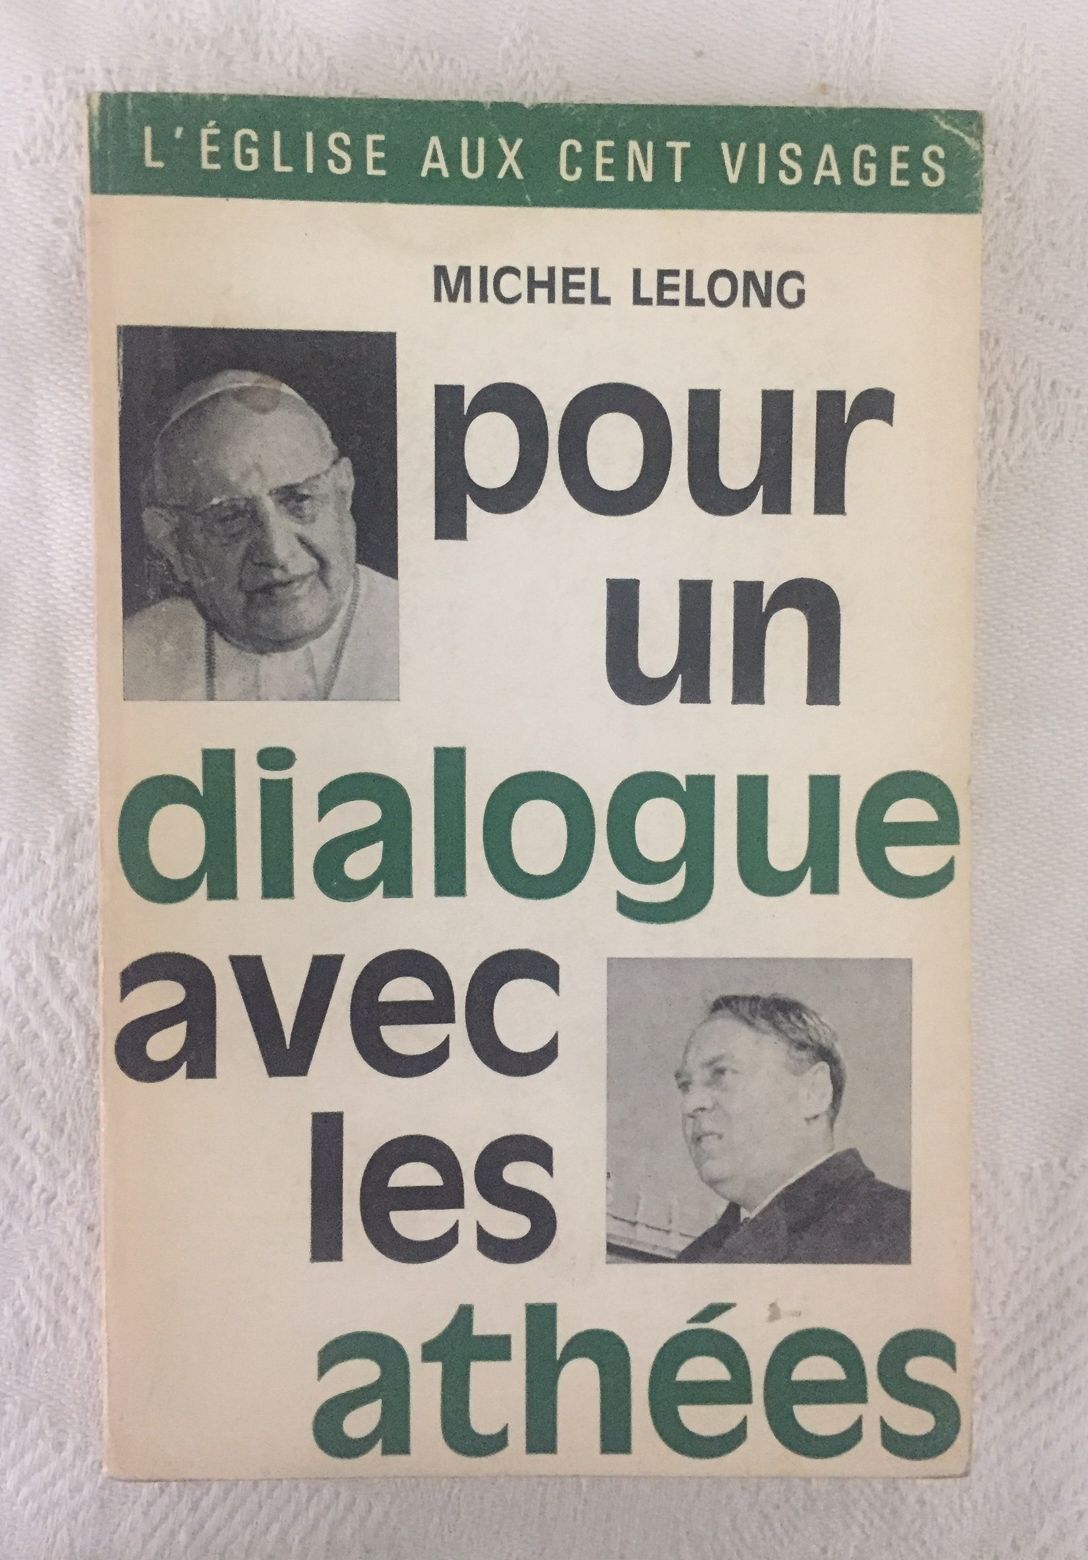 L'ÉGLISE AUX CENT VISAGES
MICHEL LELONG
pour
un
dialogue
avec
les
athées